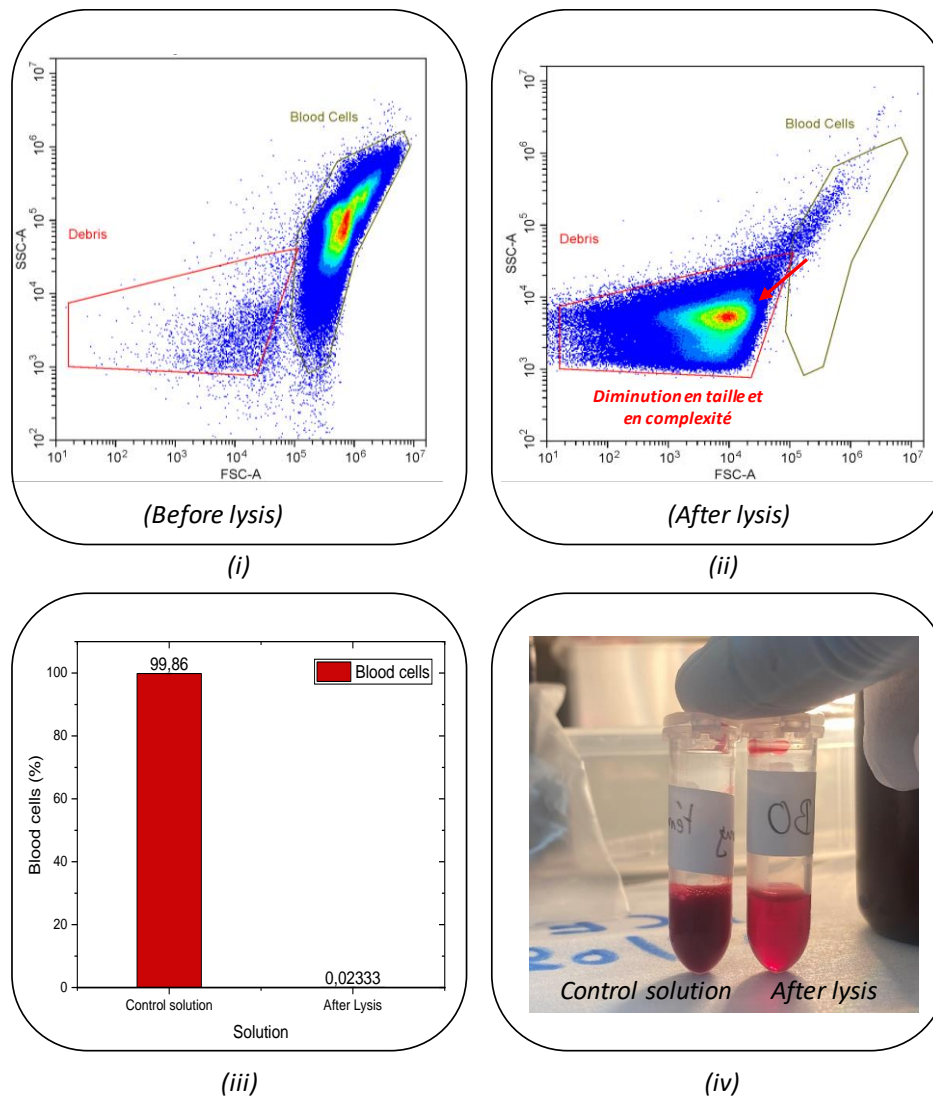 Blood Cells
Debris
SSC-A
10^7
10^6
10^5
10^4
10^3
10^2
10^1 10^2 10^3 10^4 10^5 10^6 10^7
FSC-A
(Before lysis)
(i)
Blood Cells
Debris
SSC-A
10^7
10^6
10^5
10^4
10^3
10^2
Diminution en taille et
en complexité
10^1 10^2 10^3 10^4 10^5 10^6 10^7
FSC-A
(After lysis)
(ii)
Blood cells
99,86
0,02333
Blood cells (%)
100
80
60
40
20
0
Control solution After Lysis
Solution
(iii)
BO
Control solution After lysis
(iv)